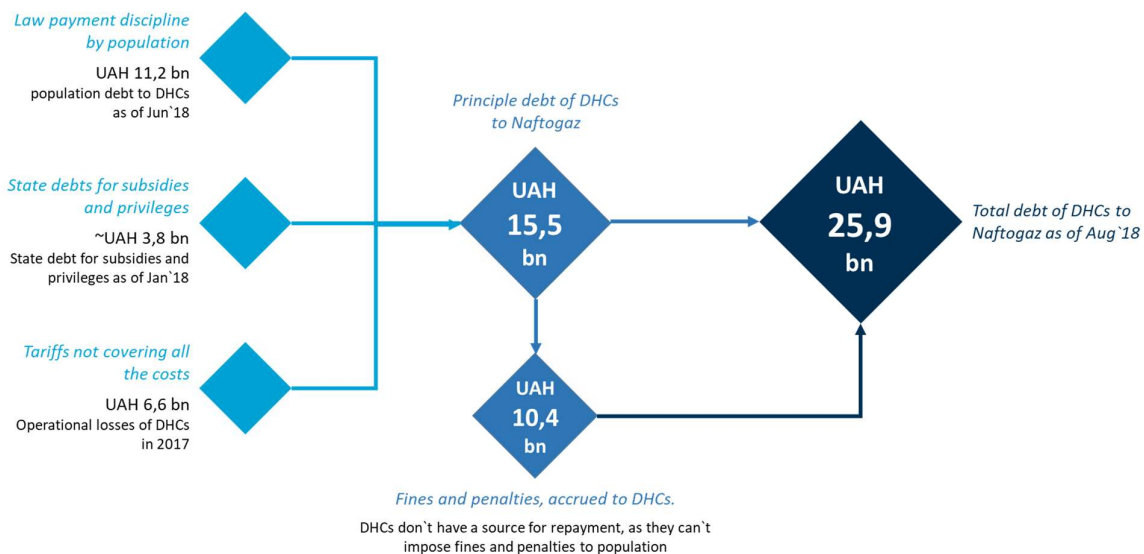 Law payment discipline
by population
UAH 11,2 bn
population debt to DHCs
as of Jun`18
State debts for subsidies
and privileges
~UAH 3,8 bn
State debt for subsidies and
privileges as of Jan`18
Tariffs not covering all
the costs
UAH 6,6 bn
Operational losses of DHCs
in 2017
Principle debt of DHCs
to Naftogaz
UAH
15,5
bn
UAH
10,4
bn
Fines and penalties, accrued to DHCs.
DHCs don`t have a source for repayment, as they can`t
impose fines and penalties to population
UAH
25,9
bn
Total debt of DHCs to
Naftogaz as of Aug`18